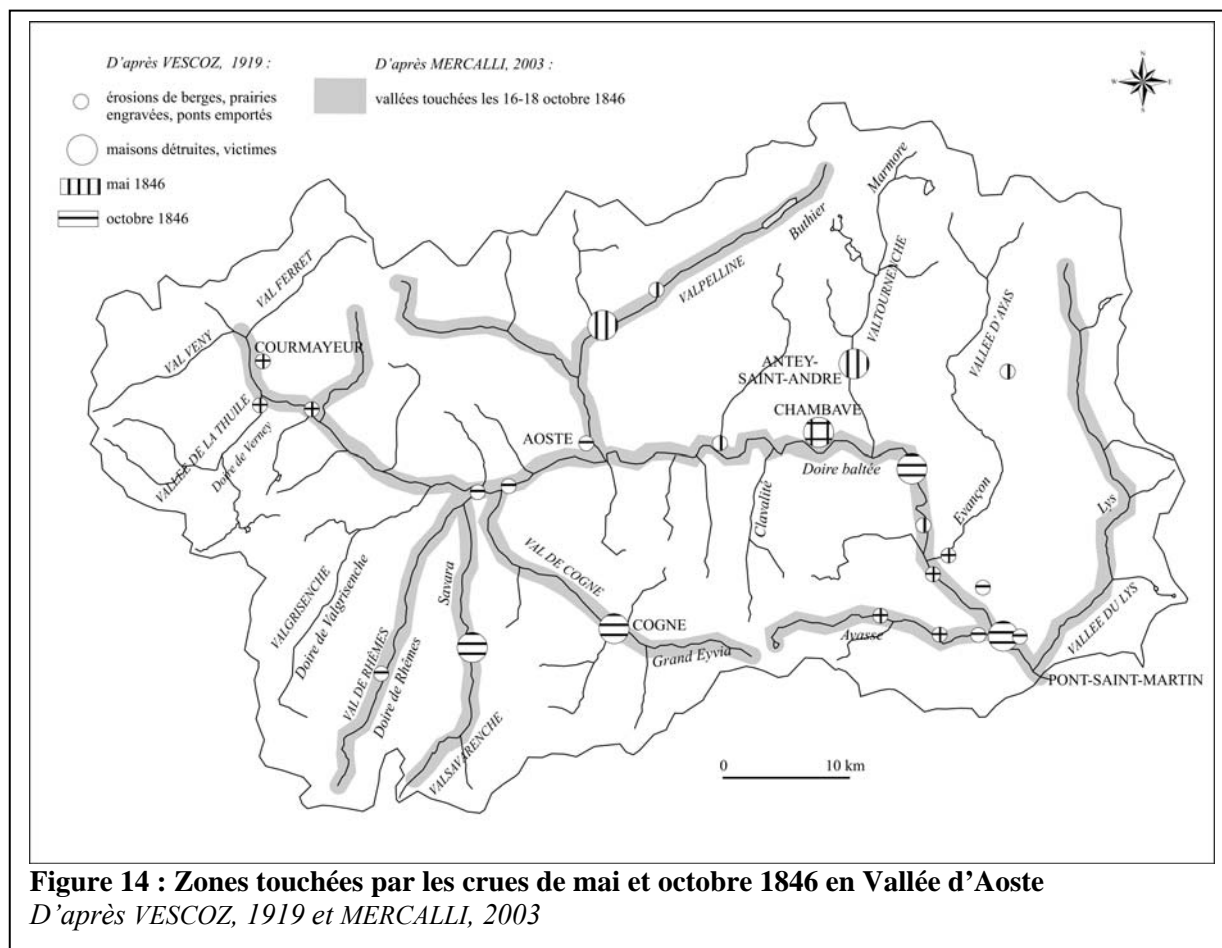 D'après VESCOZ, 1919 :
érosions de berges, prairies
engravées, ponts emportés
maisons détruites, victimes
mai 1846
octobre 1846
D'après MERCALLI, 2003 :
vallées touchées les 16-18 octobre 1846
N
W
E
S
Marmore
Buthier
VAL FERRET
VALPELLINE
VALTOURNENCHE
COURMAYEUR
VAL VENY
VALLEE D'AYAS
ANTEY-
SAINT-ANDRE
CHAMBAVE
VALLEE DE LA THUILE
Doire de Verney
AOSTE
Doire baltée
Clavalité
Evançon
Lys
VAL DE COGNE
Savara
VALGRISENCHE
Doire de Valgrisenche
VAL DE RHÊMES
Doire de Rhêmes
COGNE
Grand Eyvia
Ayasse
VALLEE DU LYS
PONT-SAINT-MARTIN
VALSAVARENCHE
0
10 km
Figure 14 : Zones touchées par les crues de mai et octobre 1846 en Vallée d'Aoste
D'après VESCOZ, 1919 et MERCALLI, 2003